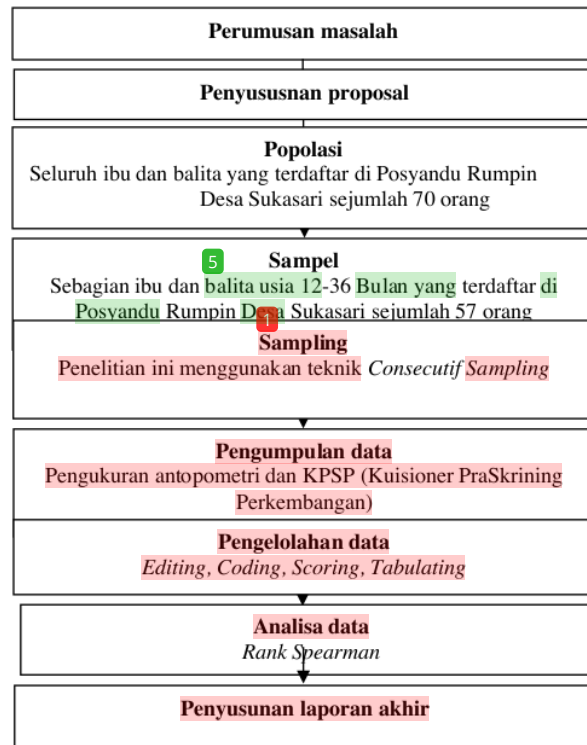 Perumusan masalah
Penyususnan proposal
Popolasi
Seluruh ibu dan balita yang terdaftar di Posyandu Rumpin
Desa Sukasari sejumlah 70 orang
5
Sampel
Sebagian ibu dan balita usia 12-36 Bulan yang terdaftar di
Posyandu Rumpin Desa Sukasari sejumlah 57 orang
1
Sampling
Penelitian ini menggunakan teknik Consecutif Sampling
Pengumpulan data
Pengukuran antopometri dan KPSP (Kuisioner PraSkrining
Perkembangan)
Pengelolahan data
Editing, Coding, Scoring, Tabulating
Analisa data
Rank Spearman
Penyusunan laporan akhir